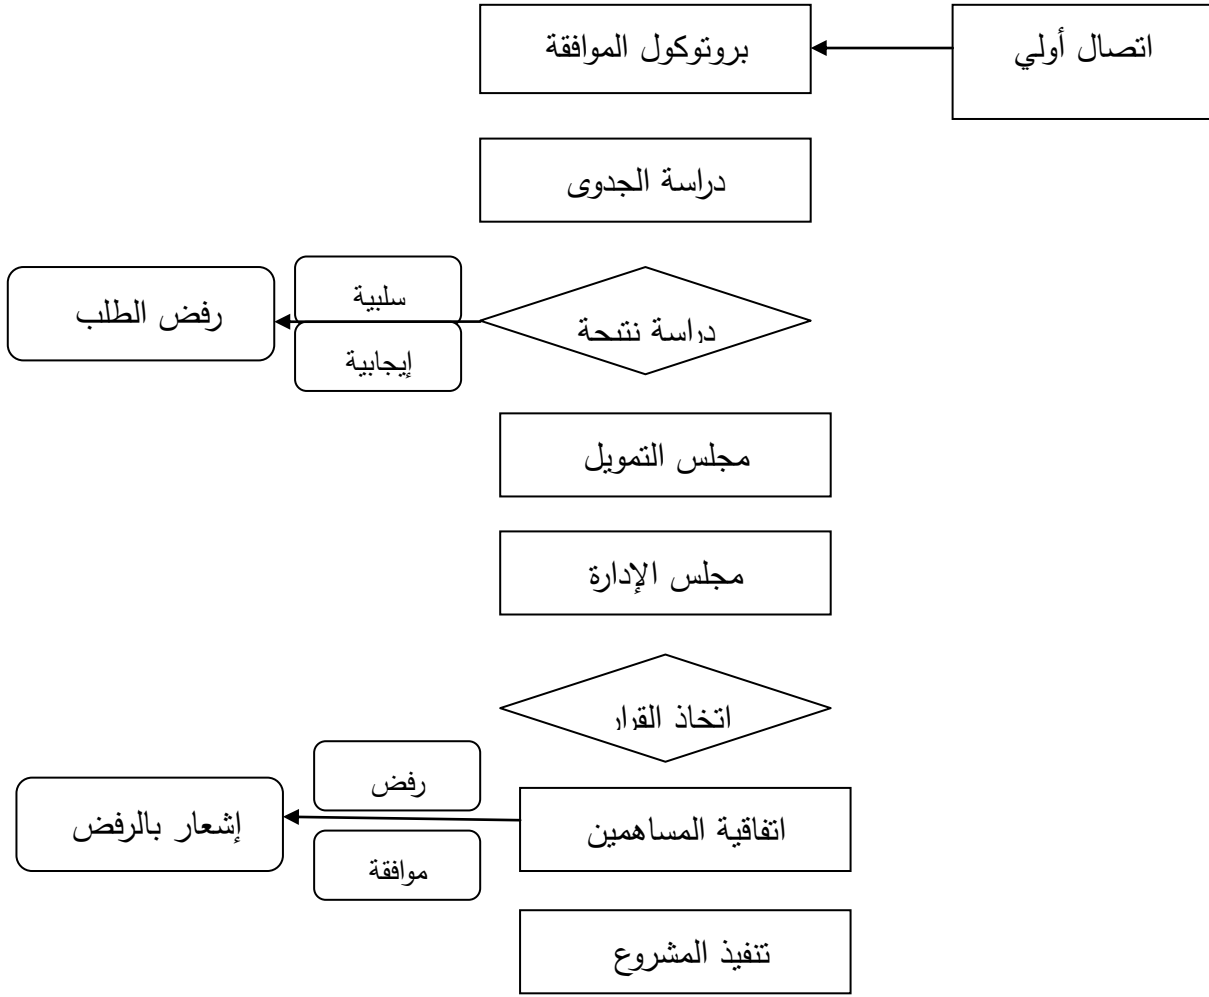 اتصال أولي
بروتوكول الموافقة
دراسة الجدوى
دراسة نتيجة
سلبية
إيجابية
رفض الطلب
مجلس التمويل
مجلس الإدارة
اتخاذ القرار
رفض
موافقة
إشعار بالرفض
اتفاقية المساهمين
تنفيذ المشروع